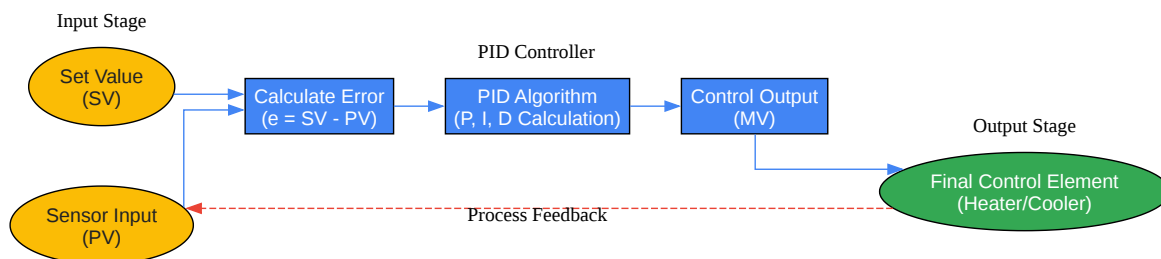 Input Stage
Set Value
(SV)
PID Controller
Calculate Error
(e = SV - PV)
PID Algorithm
(P, I, D Calculation)
Control Output
(MV)
Output Stage
Final Control Element
(Heater/Cooler)
Sensor Input
(PV)
Process Feedback